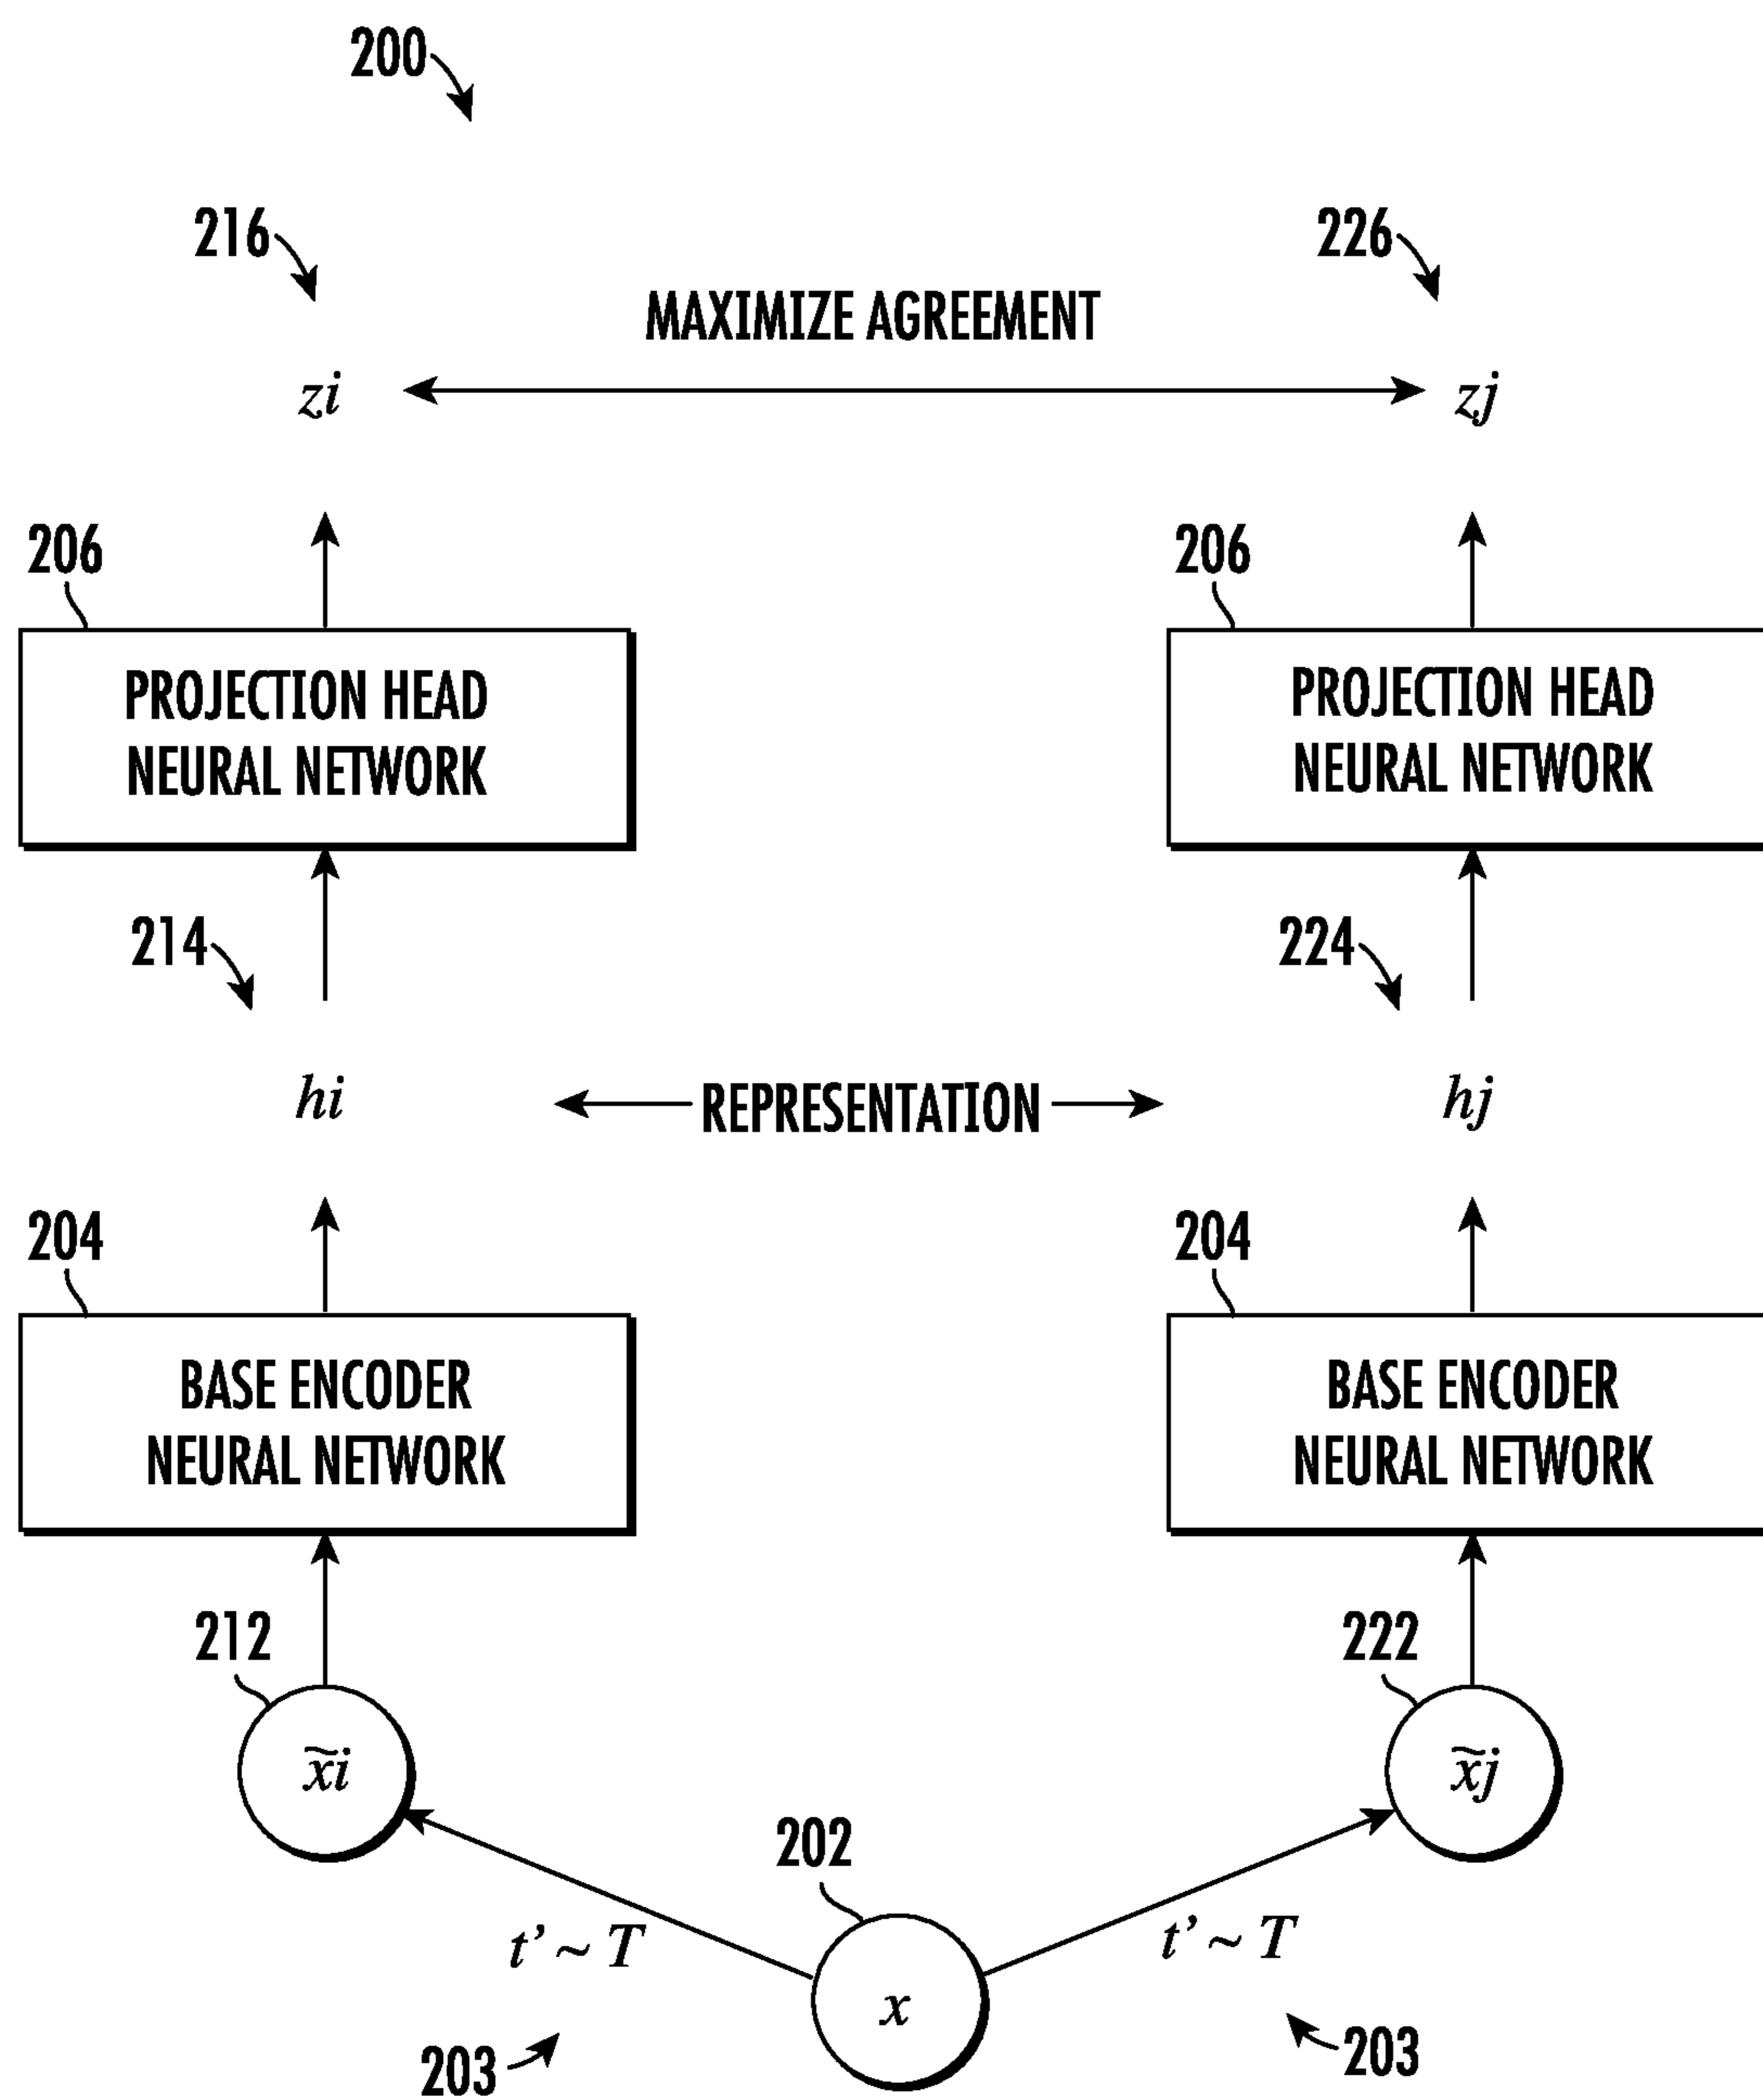 200
216
226
MAXIMIZE AGREEMENT
zi
zj
206
206
PROJECTION HEAD
NEURAL NETWORK
PROJECTION HEAD
NEURAL NETWORK
214
224
hi
REPRESENTATION
hj
204
204
BASE ENCODER
NEURAL NETWORK
BASE ENCODER
NEURAL NETWORK
212
222
x̃i
x̃j
202
t’ ~ T
t’ ~ T
x
203
203